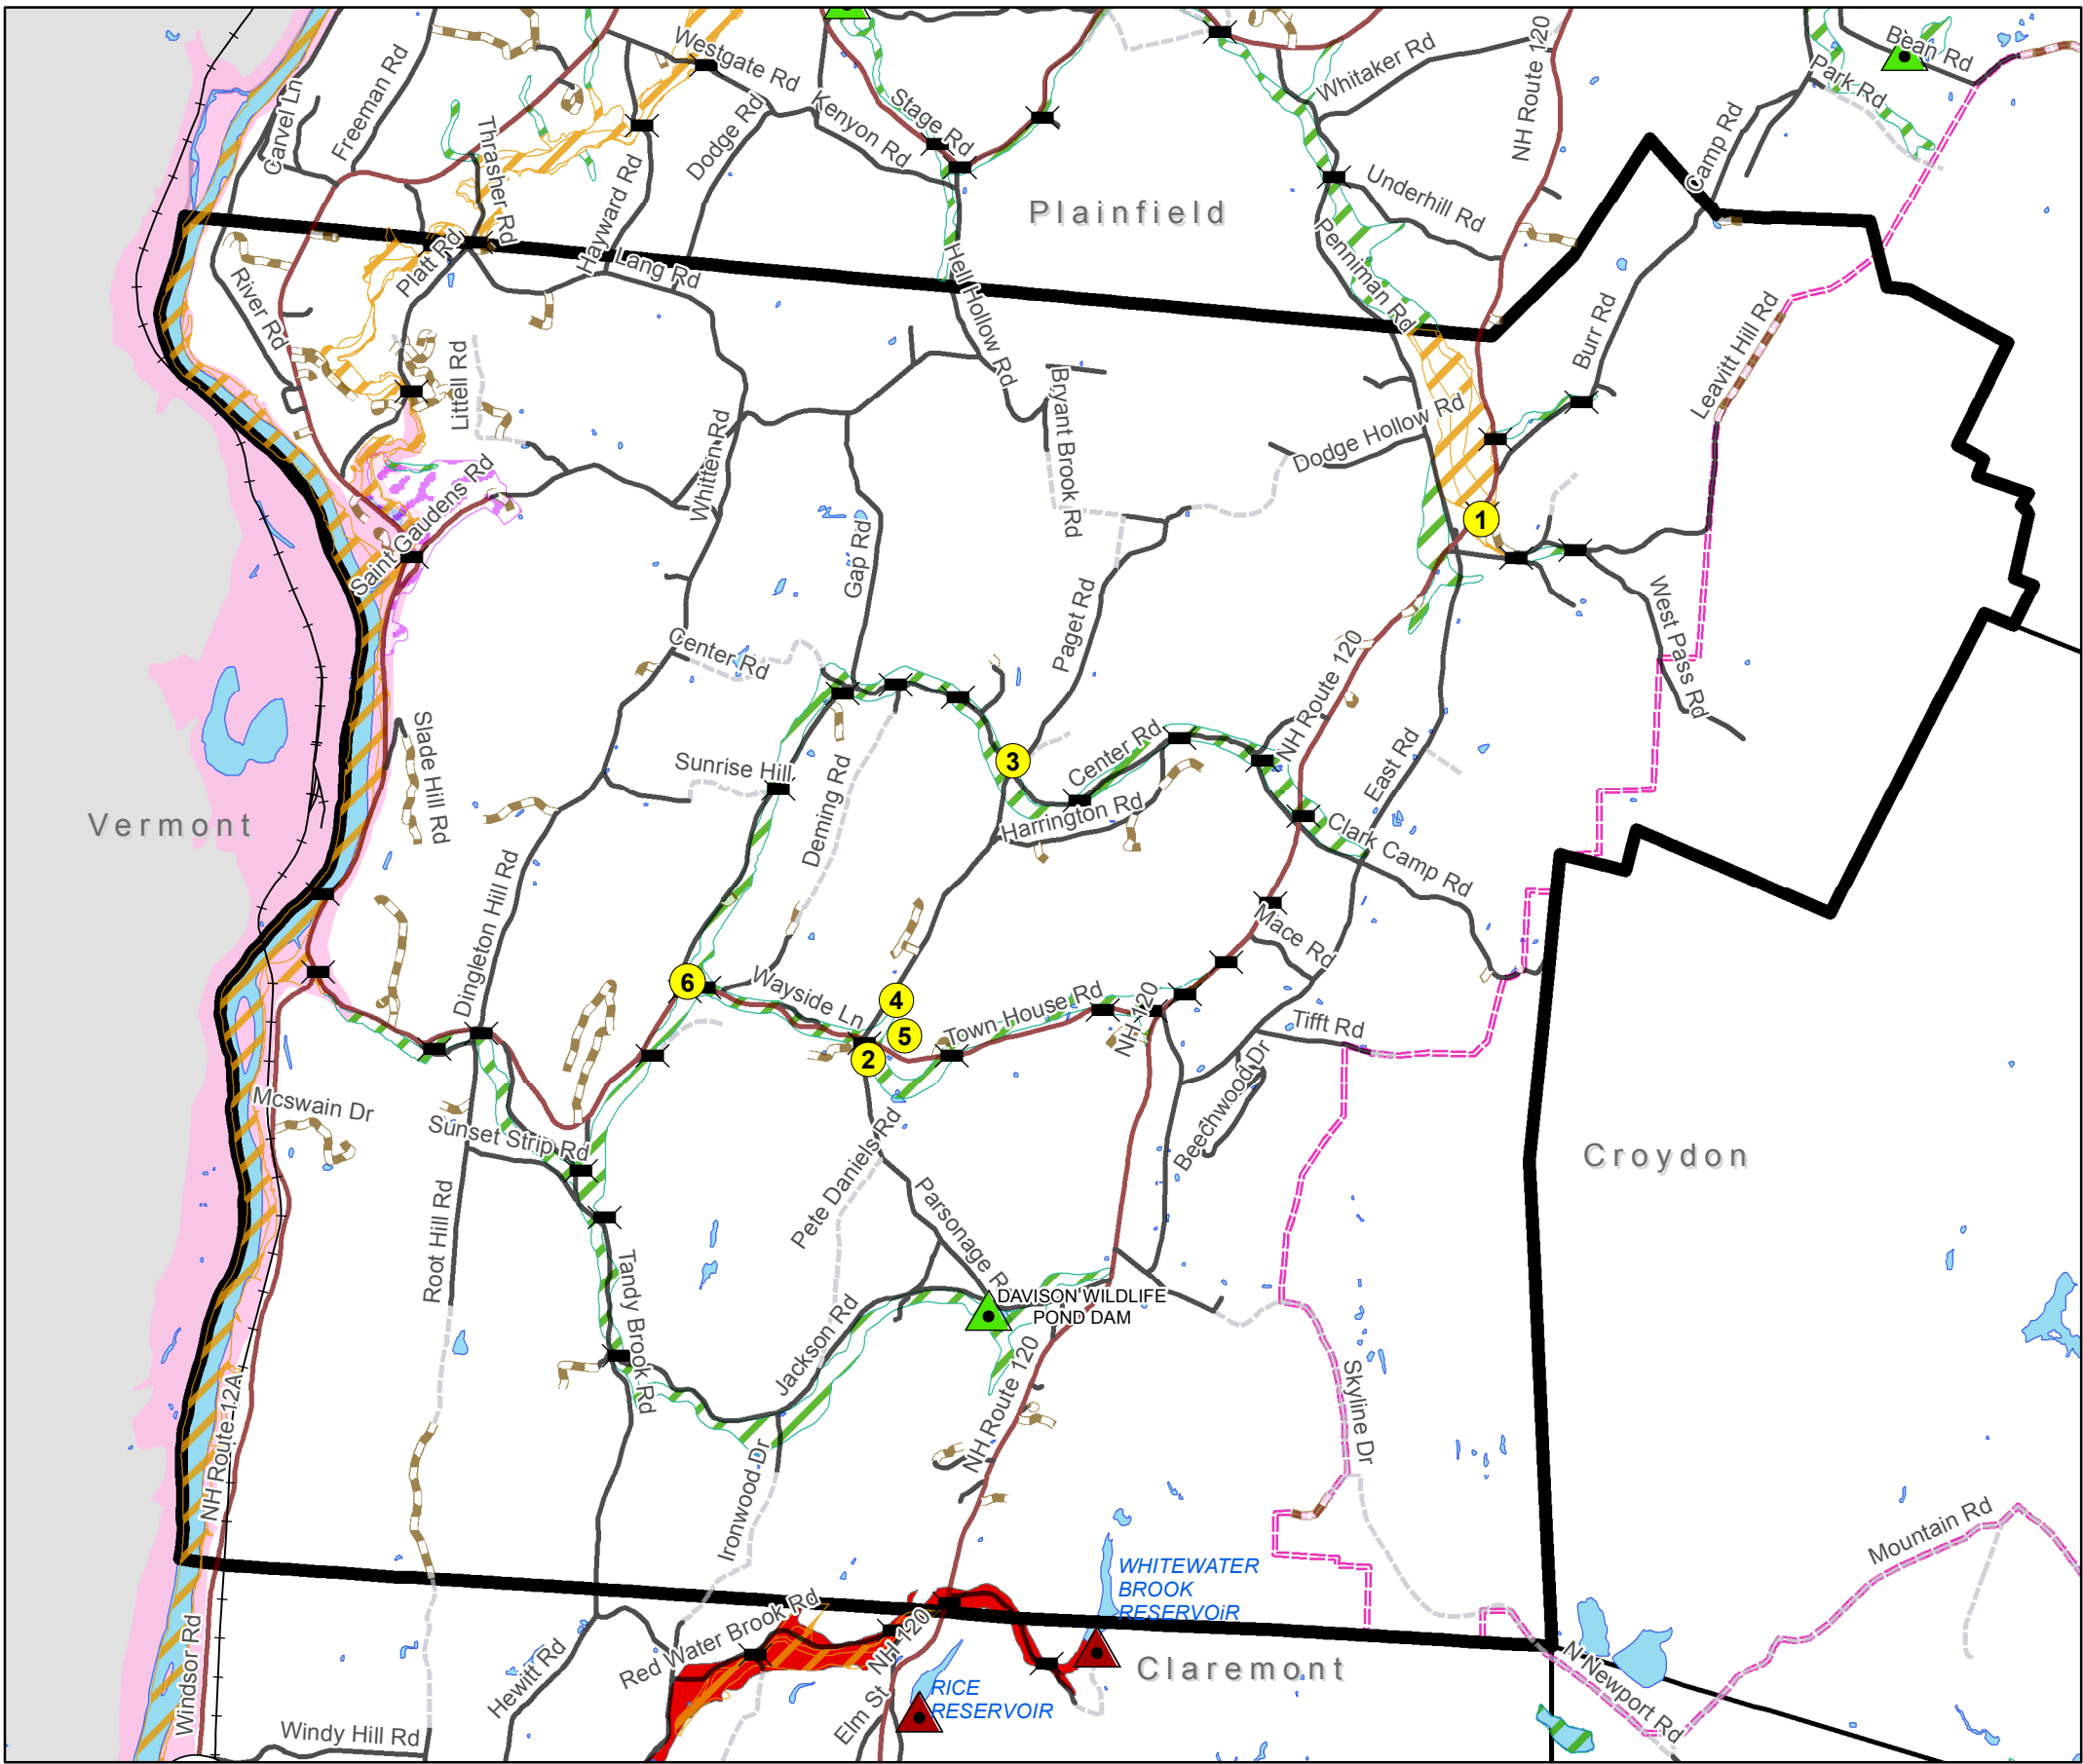 Westgate Rd
NH Route 120
Bean Rd
Whitaker Rd
Park Rd
Freeman Rd
Carvel Ln
Kenyon Rd
Stage Rd
Dodge Rd
Thrasher Rd
Camp Rd
Underhill Rd
Hayward Rd
Plainfield
Penniman Rd
Platt Rd
Lang Rd
Hell Hollow Rd
River Rd
Burr Rd
Leavitt Hill Rd
Littell Rd
Bryant Brook Rd
Dodge Hollow Rd
Whitten Rd
Saint Gaudens Rd
Gap Rd
1
Paget Rd
West Pass Rd
Center Rd
NH Route 120
Slade Hill Rd
Sunrise Hill
3
Center Rd
East Rd
Deming Rd
Harrington Rd
Vermont
Clark Camp Rd
Dingleton Hill Rd
Mace Rd
6
Wayside Ln
4
5
2
Town House Rd
NH 120
Tifft Rd
Beechwood Dr
Mcswain Dr
Sunset Strip Rd
Pete Daniels Rd
Croydon
Root Hill Rd
Parsonage R
Tandy Brook Rd
DAVISON WILDLIFE
POND DAM
Jackson Rd
NH Route 120
Skyline Dr
NH Route 12A
Ironwood Dr
Mountain Rd
WHITEWATER
BROOK
RESERVOiR
Red Water Brook Rd
NH 120
Windsor Rd
Hewitt Rd
Claremont
N Newport Rd
RICE
RESERVOIR
Elm St
Windy Hill Rd